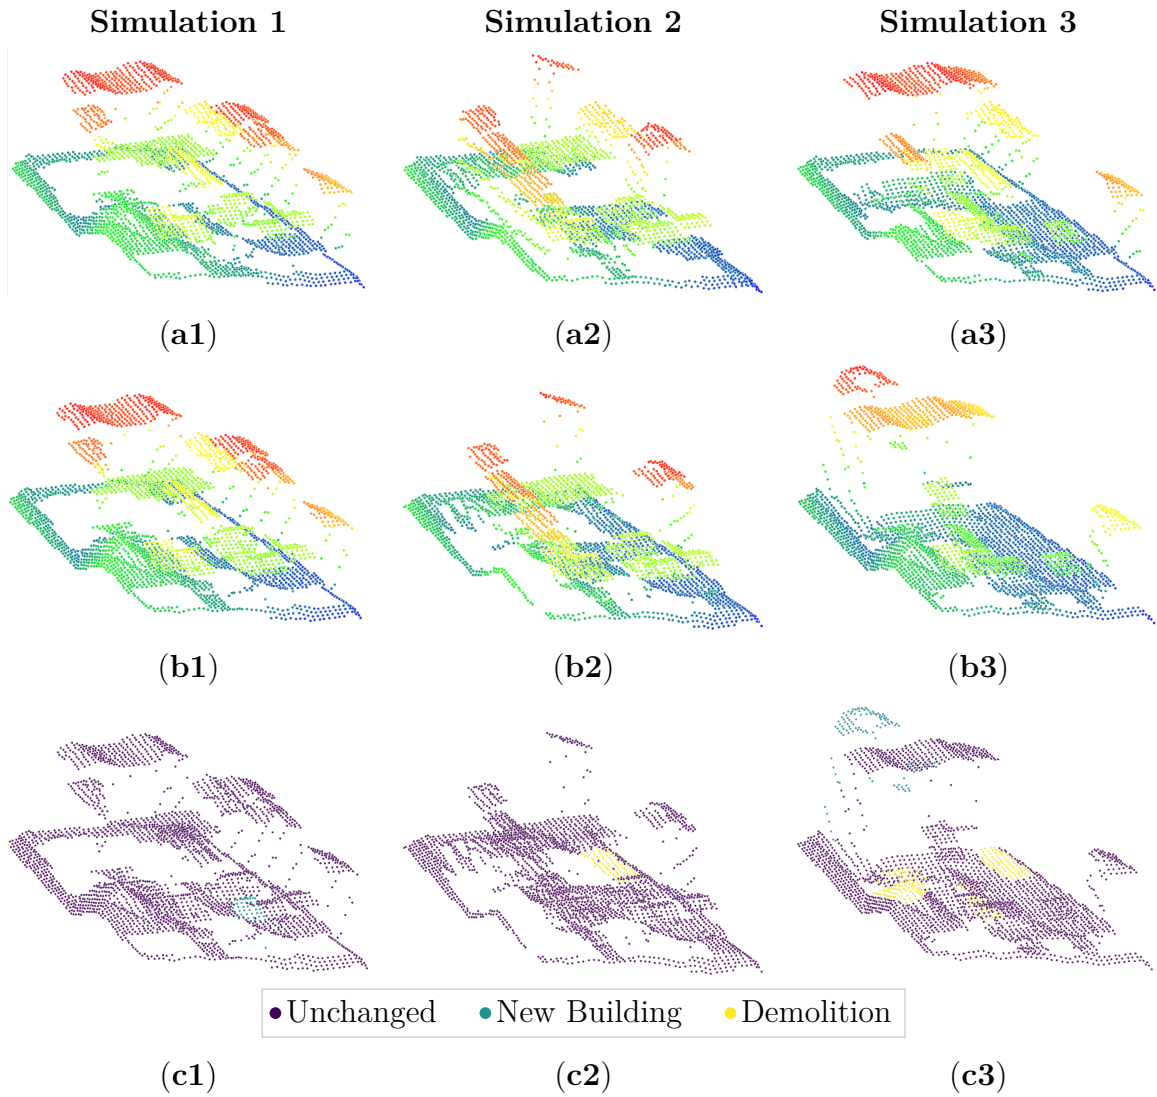 Simulation 1 Simulation 2 Simulation 3
(a1) (a2) (a3)
(b1) (b2) (b3)
Unchanged New Building Demolition
(c1) (c2) (c3)